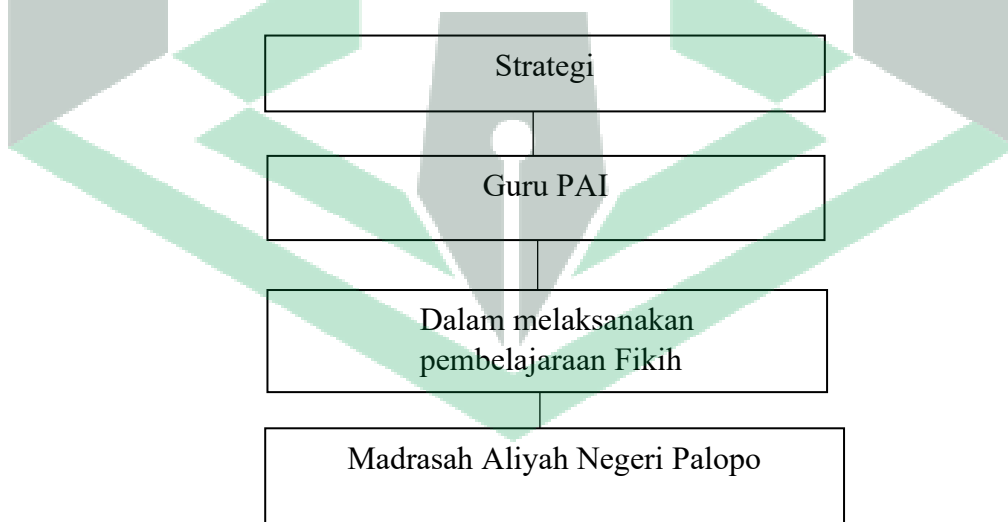 Strategi
Guru PAI
Dalam melaksanakan
pembelajaraan Fikih
Madrasah Aliyah Negeri Palopo